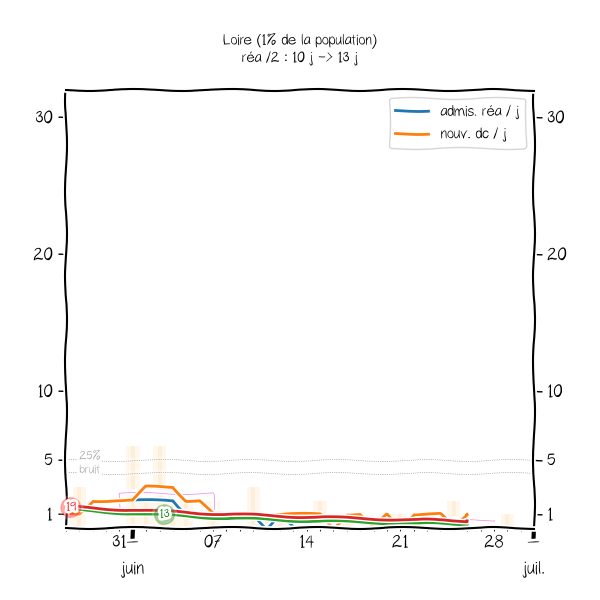 Loire (1% de la population)
réa /2 : 10 j -> 13 j
admis. réa / j
nouv. dc / j
30 30
20 20
10 10
5 5
25%
bruit
1 1
19
13
31 07 14 21 28
juin juil.